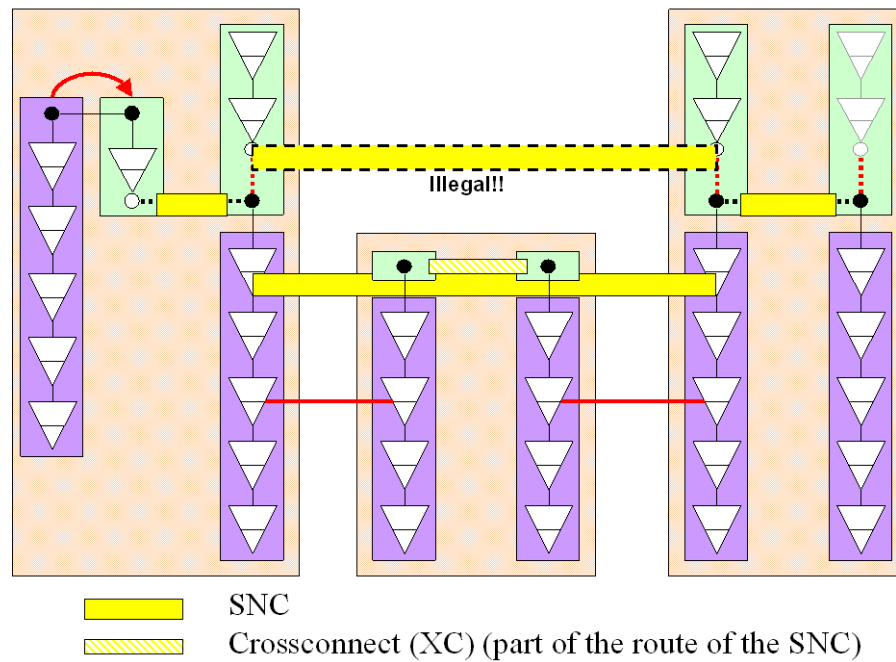 Illegal!!
SNC
Crossconnect (XC) (part of the route of the SNC)